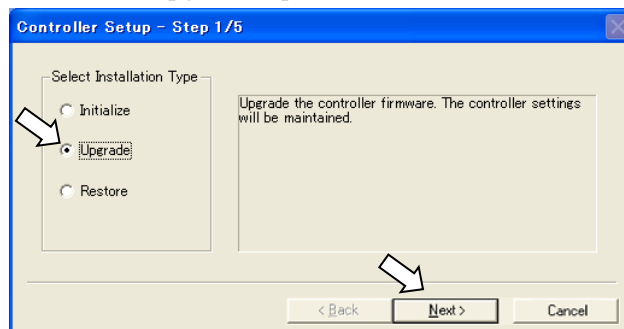 Controller Setup - Step 1/5
Select Installation Type
Initialize
Upgrade the controller firmware. The controller settings
will be maintained.
Upgrade
Restore
< Back
Next >
Cancel